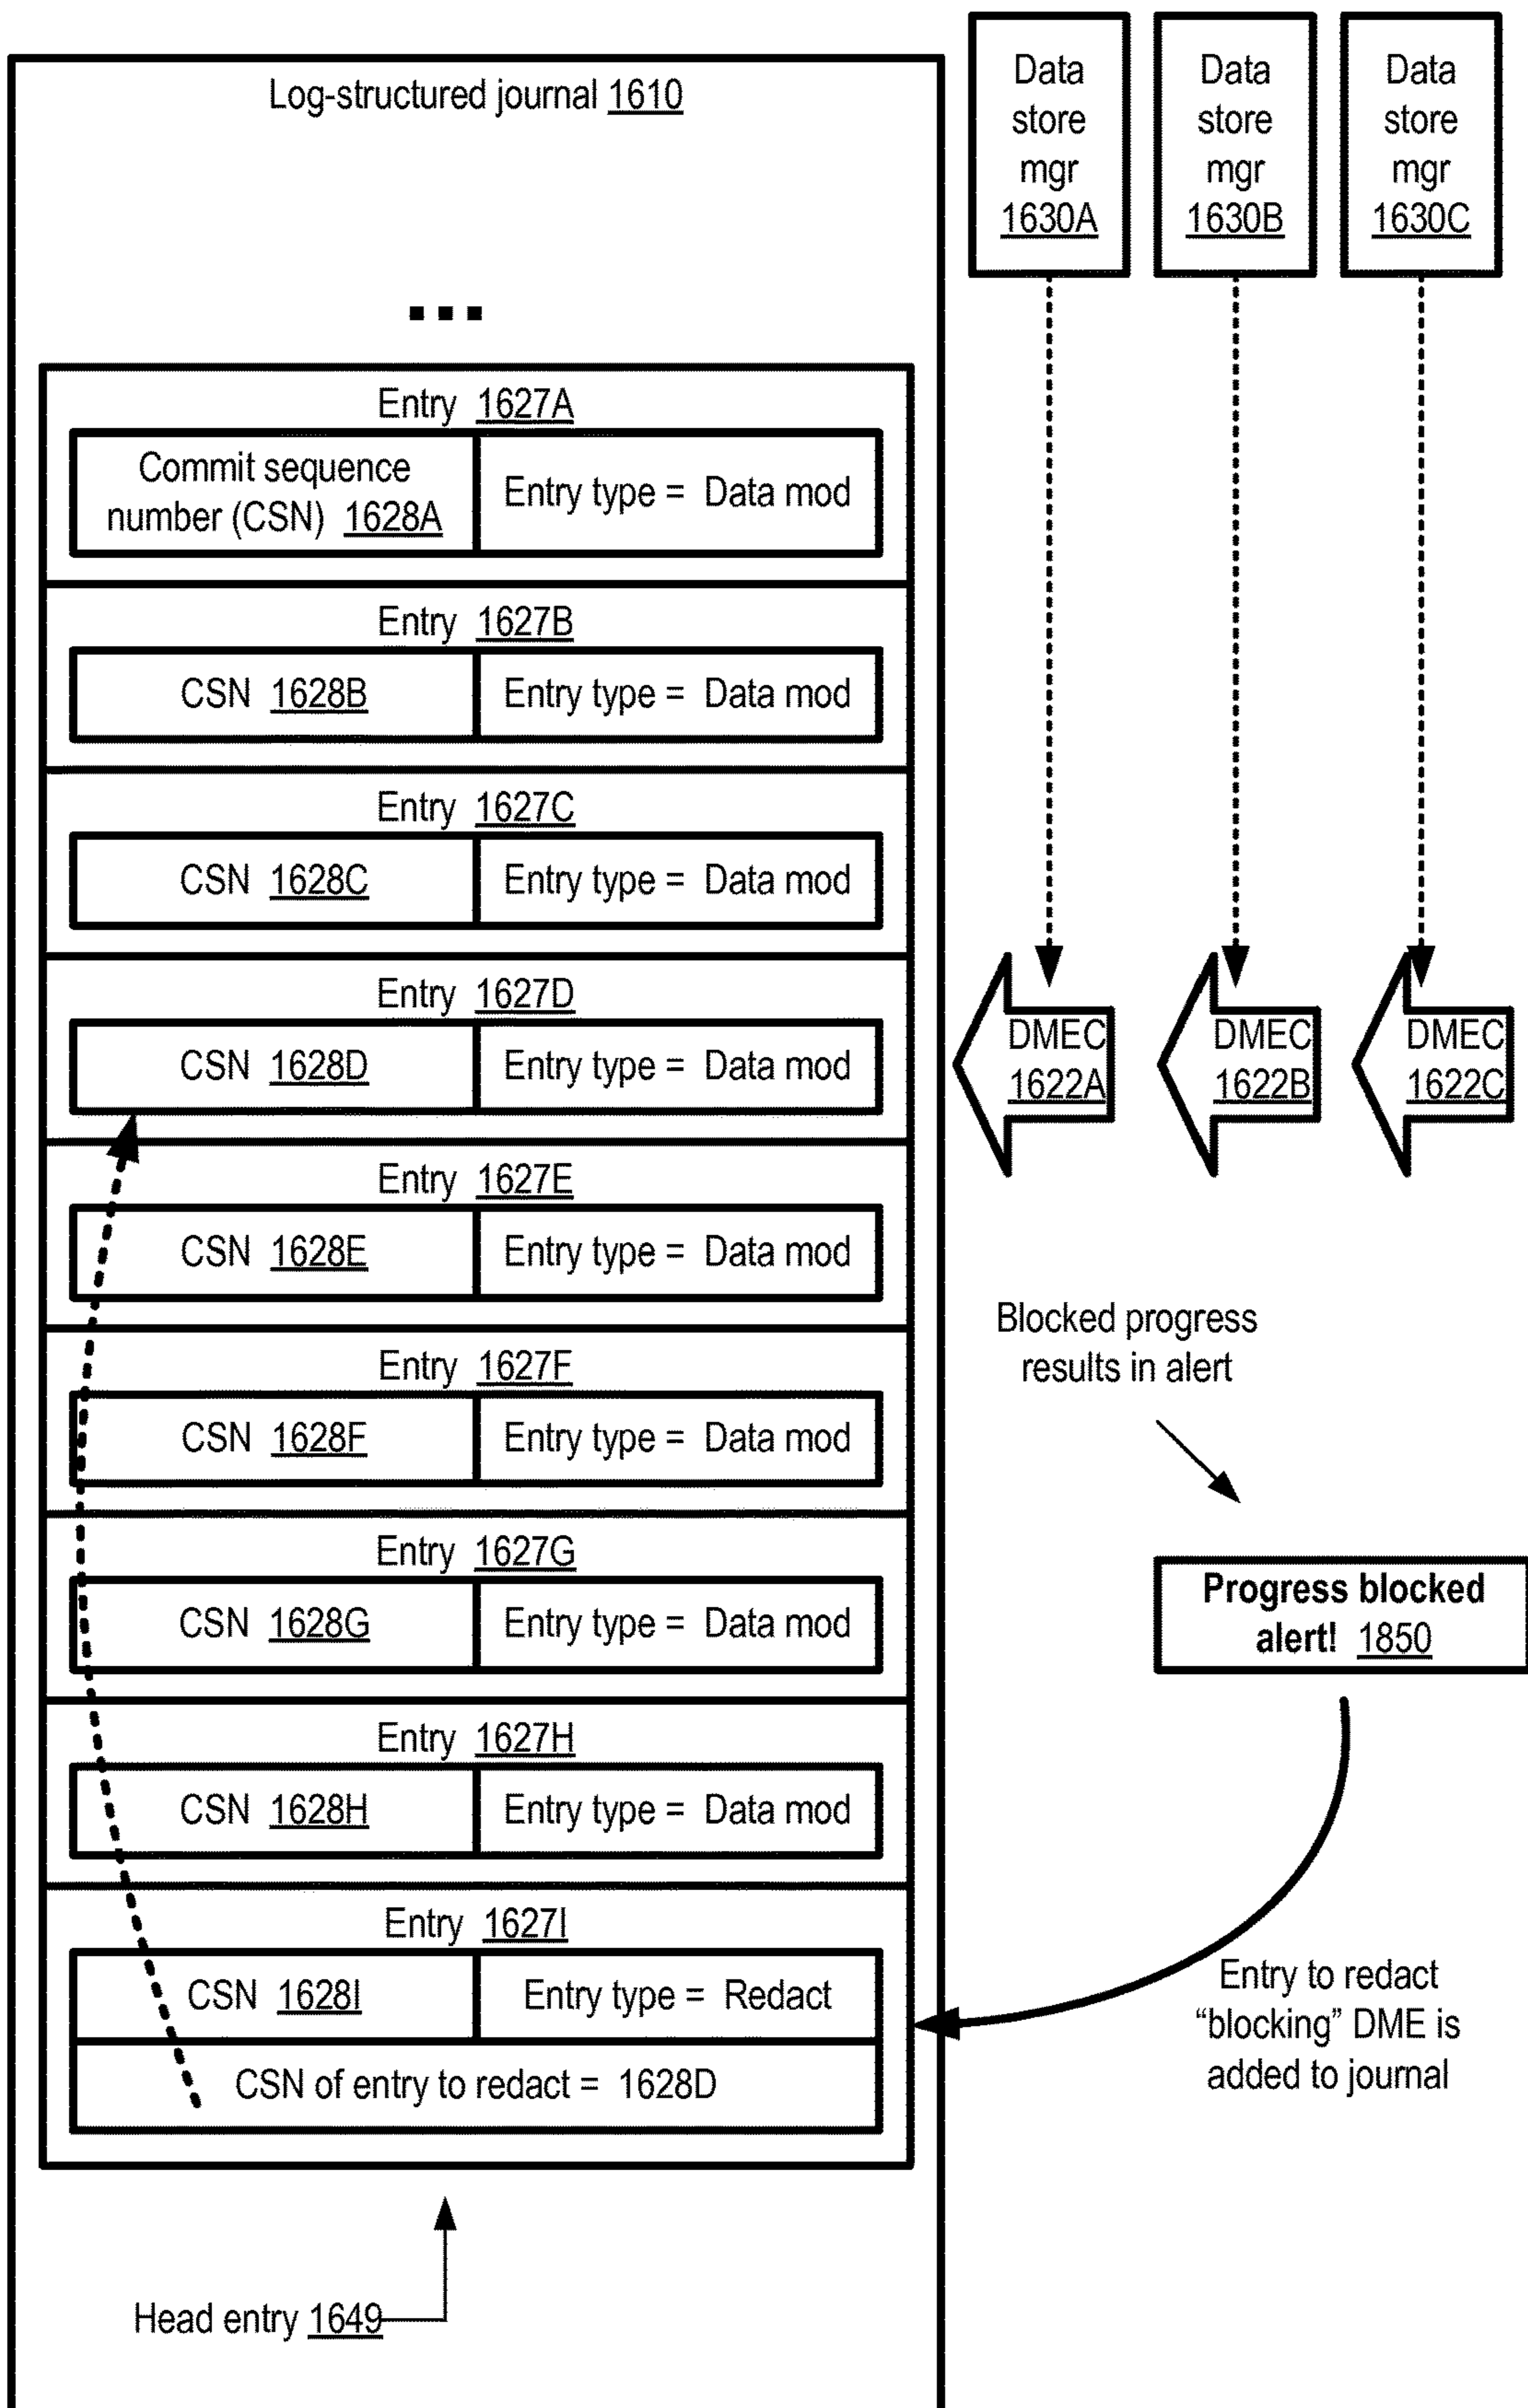 Log-structured journal 1610
...
Entry 1627A
Commit sequence
number (CSN) 1628A
Entry type = Data mod
Entry 1627B
CSN 1628B
Entry type = Data mod
Entry 1627C
CSN 1628C
Entry type = Data mod
Entry 1627D
CSN 1628D
Entry type = Data mod
Entry 1627E
CSN 1628E
Entry type = Data mod
Entry 1627F
CSN 1628F
Entry type = Data mod
Entry 1627G
CSN 1628G
Entry type = Data mod
Entry 1627H
CSN 1628H
Entry type = Data mod
Entry 1627I
CSN 1628I
Entry type = Redact
CSN of entry to redact = 1628D
Head entry 1649
Data
store
mgr
1630A
Data
store
mgr
1630B
Data
store
mgr
1630C
DMEC
1622A
DMEC
1622B
DMEC
1622C
Blocked progress
results in alert
Progress blocked
alert! 1850
Entry to redact
“blocking” DME is
added to journal